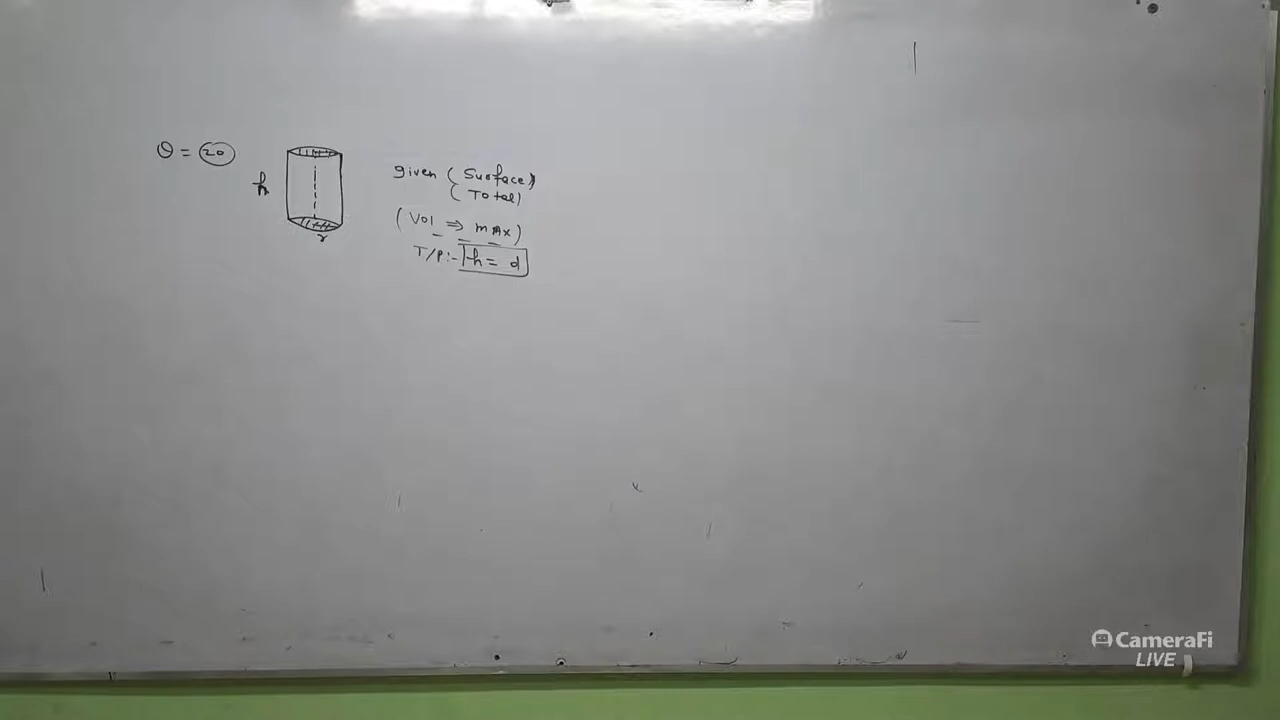 Q = 20
h
r
given (Surface)
(Total)
(Vol ⇒ max)
T/P:- h = d
CameraFi
LIVE